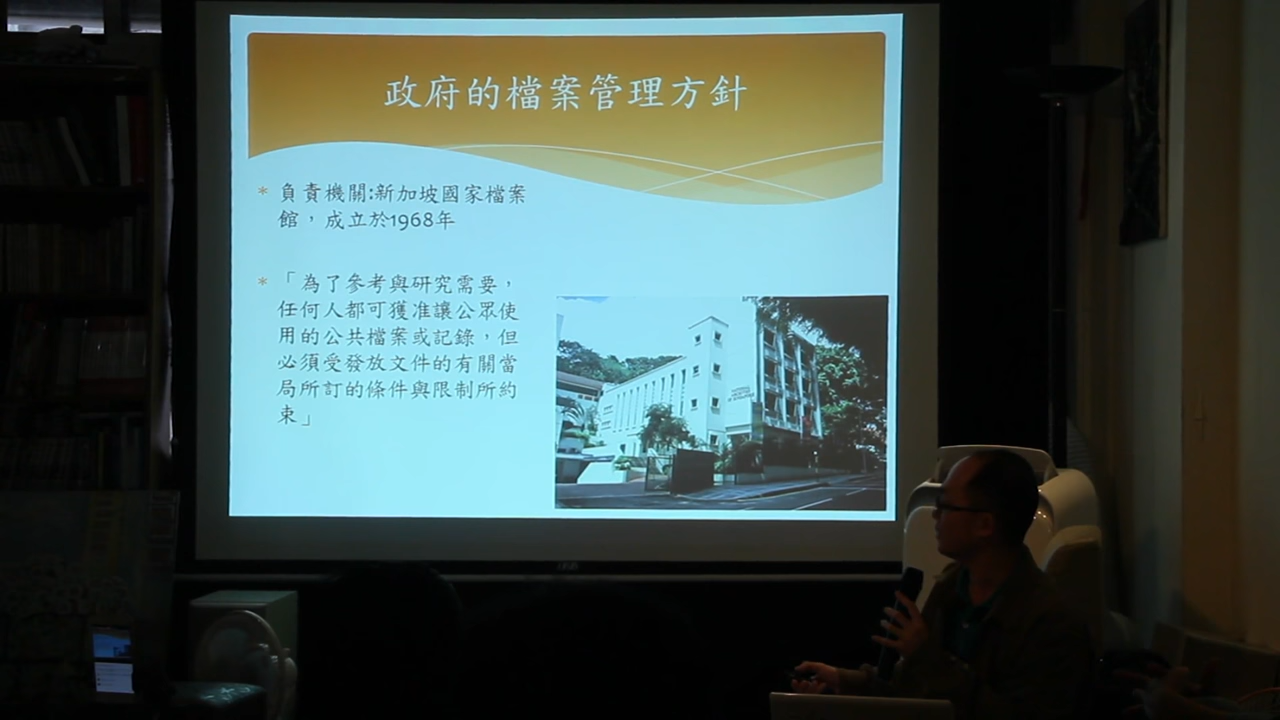 政府的檔案管理方針
* 負責機關:新加坡國家檔案
館，成立於1968年
* 「為了參考與研究需要，
任何人都可獲准讓公眾使
用的公共檔案或記錄，但
必須受發放文件的有關當
局所訂的條件與限制所約
束」